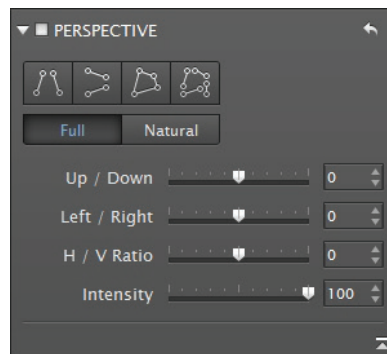 PERSPECTIVE
Full Natural
Up / Down 0
Left / Right 0
H / V Ratio 0
Intensity 100